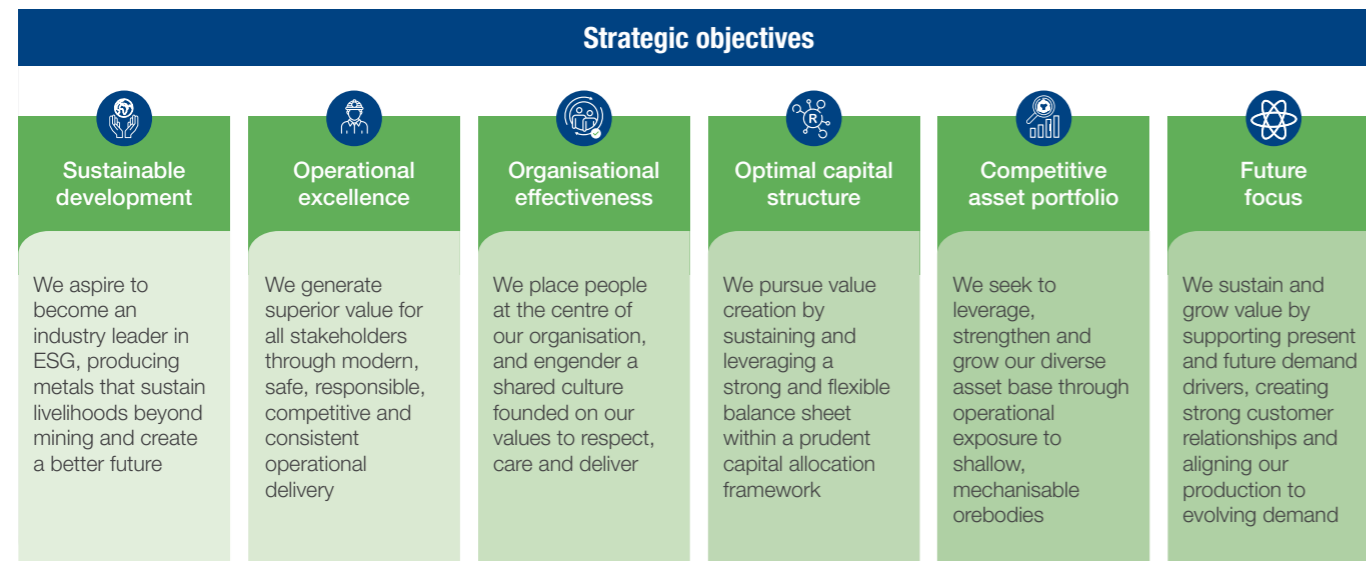 Strategic objectives
Sustainable
development
We aspire to
become an
industry leader in
ESG, producing
metals that sustain
livelihoods beyond
mining and create
a better future
Operational
excellence
We generate
superior value for
all stakeholders
through modern,
safe, responsible,
competitive and
consistent
operational
delivery
Organisational
effectiveness
We place people
at the centre of
our organisation,
and engender a
shared culture
founded on our
values to respect,
care and deliver
R
Optimal capital
structure
We pursue value
creation by
sustaining and
leveraging a
strong and flexible
balance sheet
within a prudent
capital allocation
framework
Competitive
asset portfolio
We seek to
leverage,
strengthen and
grow our diverse
asset base through
operational
exposure to
shallow,
mechanisable
orebodies
Future
focus
We sustain and
grow value by
supporting present
and future demand
drivers, creating
strong customer
relationships and
aligning our
production to
evolving demand